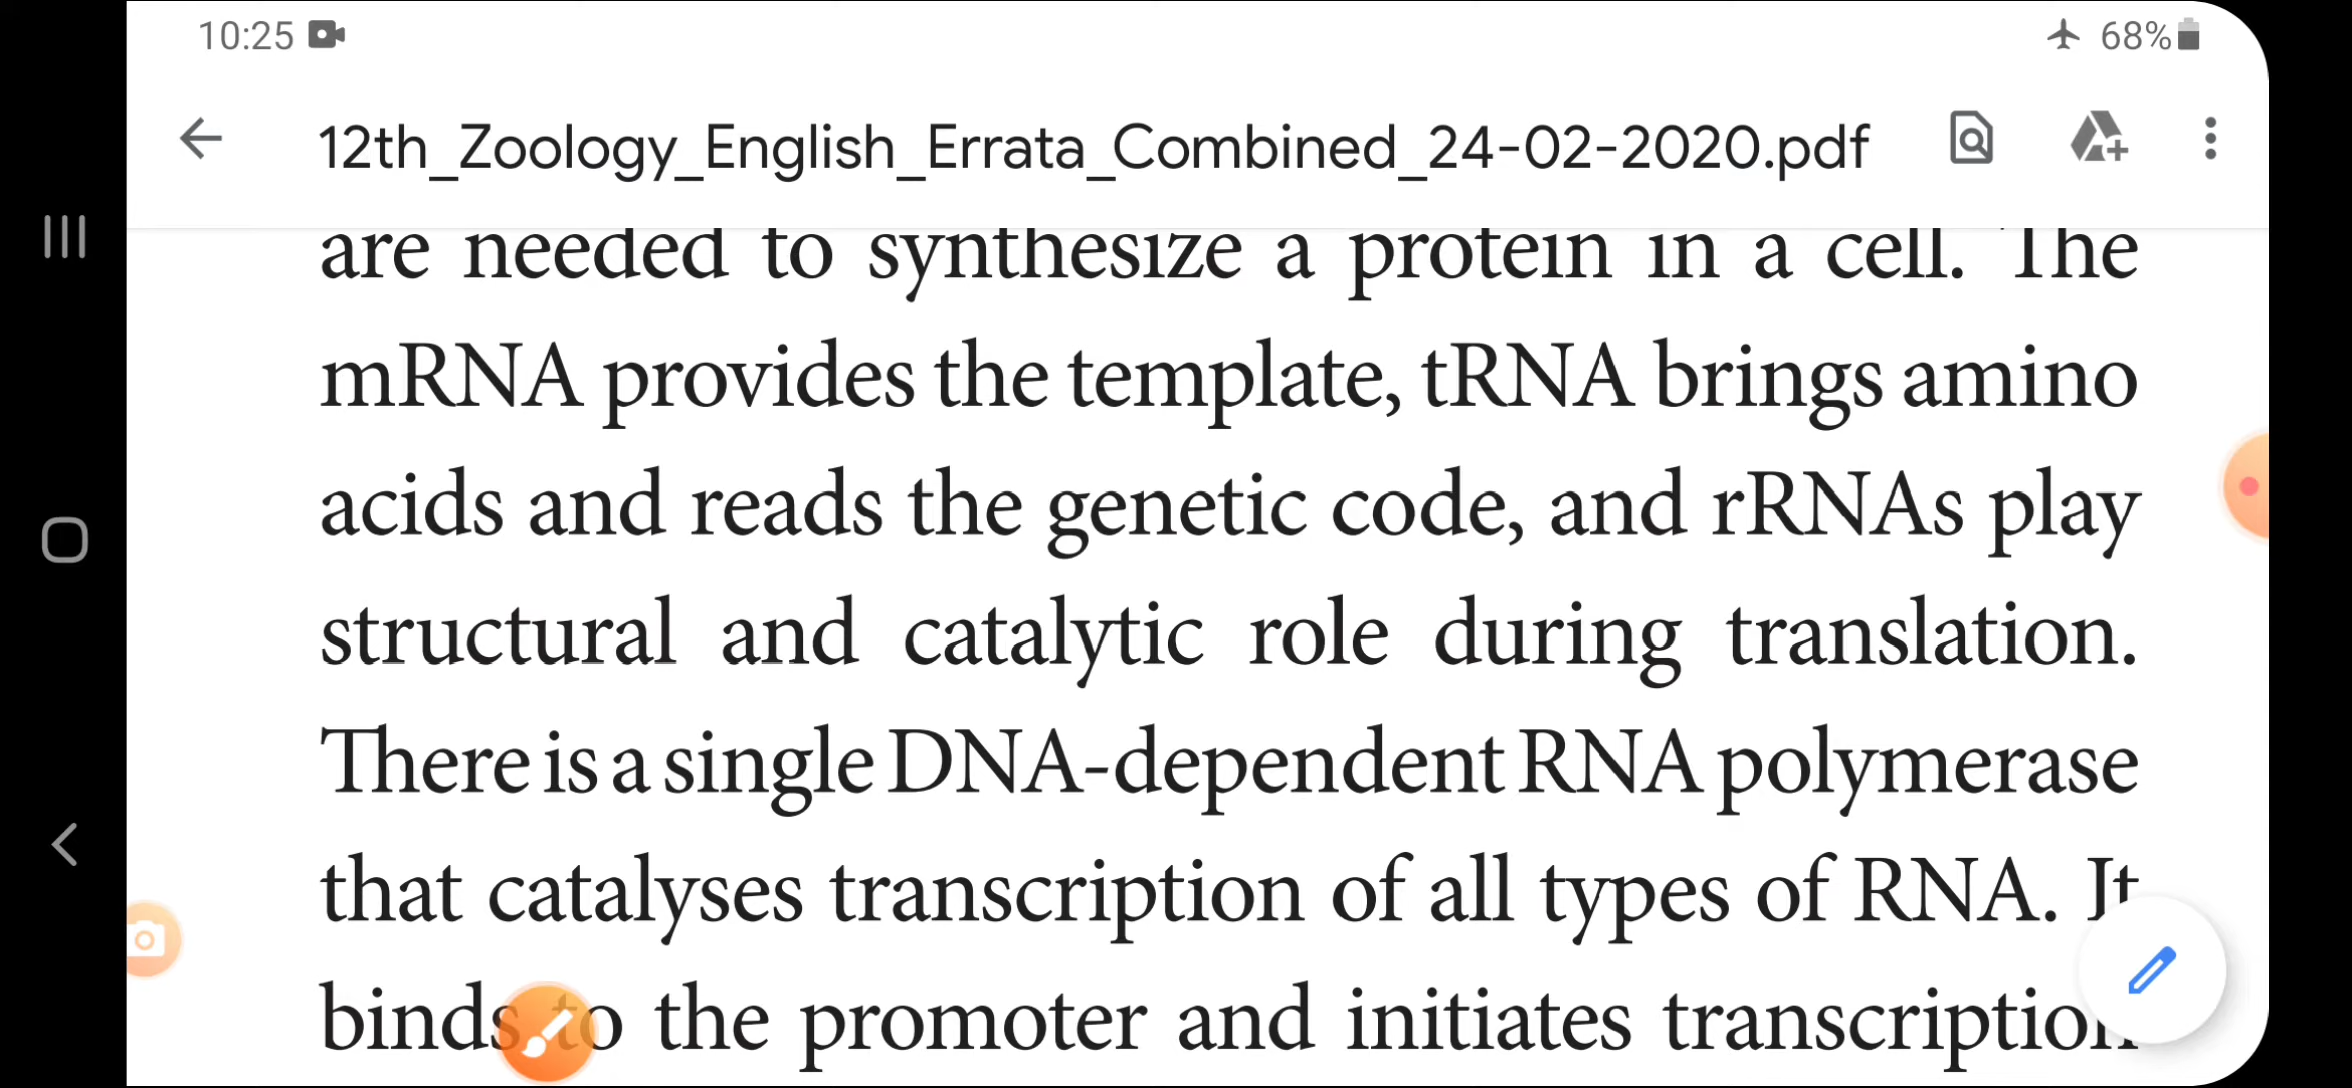 10:25
68%
12th_Zoology_English_Errata_Combined_24-02-2020.pdf
are needed to synthesize a protein in a cell. The
mRNA provides the template, tRNA brings amino
acids and reads the genetic code, and rRNAs play
structural and catalytic role during translation.
There is a single DNA-dependent RNA polymerase
that catalyses transcription of all types of RNA. It
binds to the promoter and initiates transcription